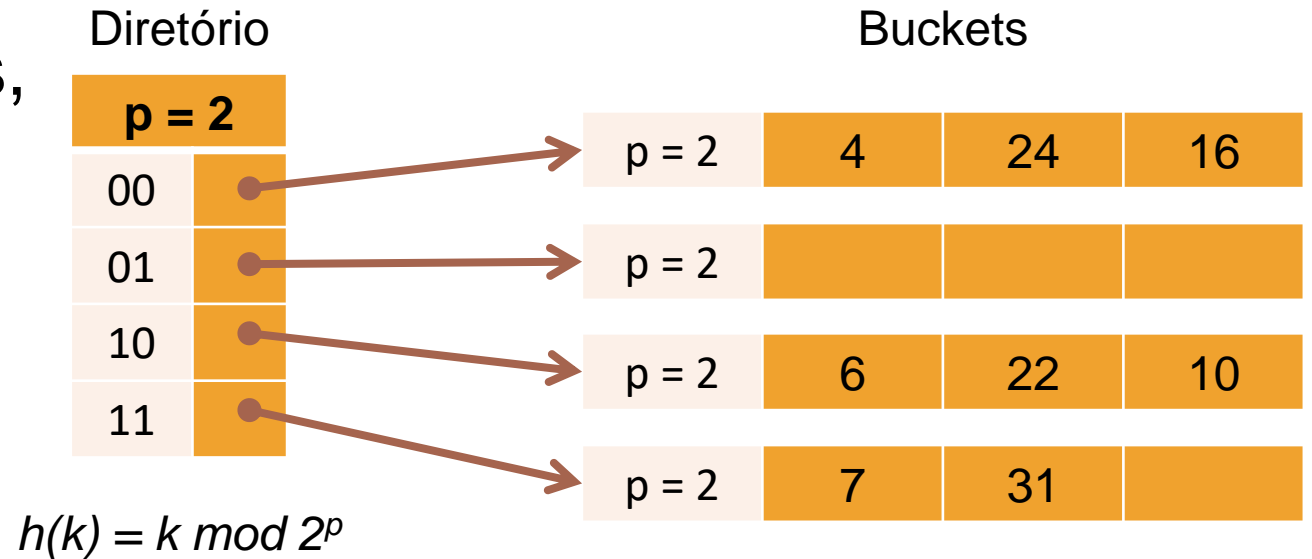 Diretório
Buckets
s,
p = 2
00
01
10
11
p = 2 4 24 16
p = 2
p = 2 6 22 10
p = 2 7 31
h(k) = k mod 2ᵖ